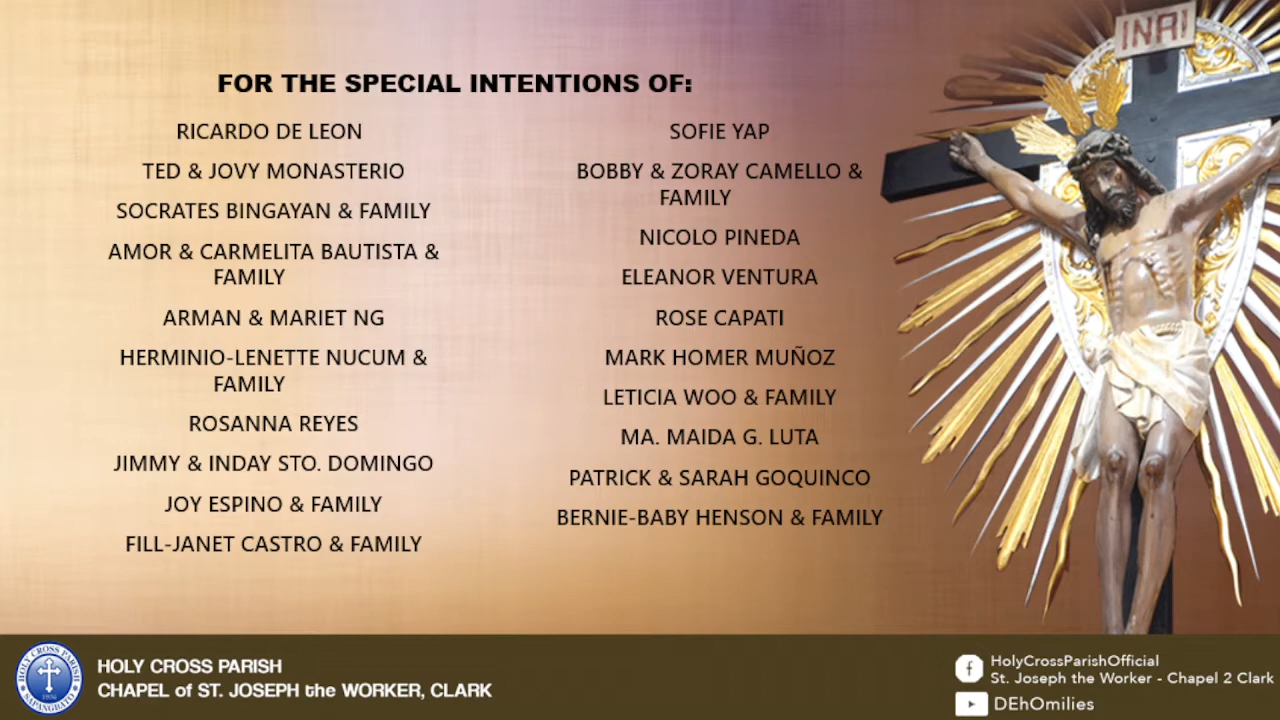 FOR THE SPECIAL INTENTIONS OF:
RICARDO DE LEON
TED & JOVY MONASTERIO
SOCRATES BINGAYAN & FAMILY
AMOR & CARMELITA BAUTISTA &
FAMILY
ARMAN & MARIET NG
HERMINIO-LENETTE NUCUM &
FAMILY
ROSANNA REYES
JIMMY & INDAY STO. DOMINGO
JOY ESPINO & FAMILY
FILL-JANET CASTRO & FAMILY
SOFIE YAP
BOBBY & ZORAY CAMELLO &
FAMILY
NICOLO PINEDA
ELEANOR VENTURA
ROSE CAPATI
MARK HOMER MUÑOZ
LETICIA WOO & FAMILY
MA. MAIDA G. LUTA
PATRICK & SARAH GOQUINCO
BERNIE-BABY HENSON & FAMILY
INRI
HOLY CROSS PARISH
SAPANGBATO
HOLY CROSS PARISH
CHAPEL of ST. JOSEPH the WORKER, CLARK
HolyCrossParishOfficial
St. Joseph the Worker - Chapel 2 Clark
DEhOmilies